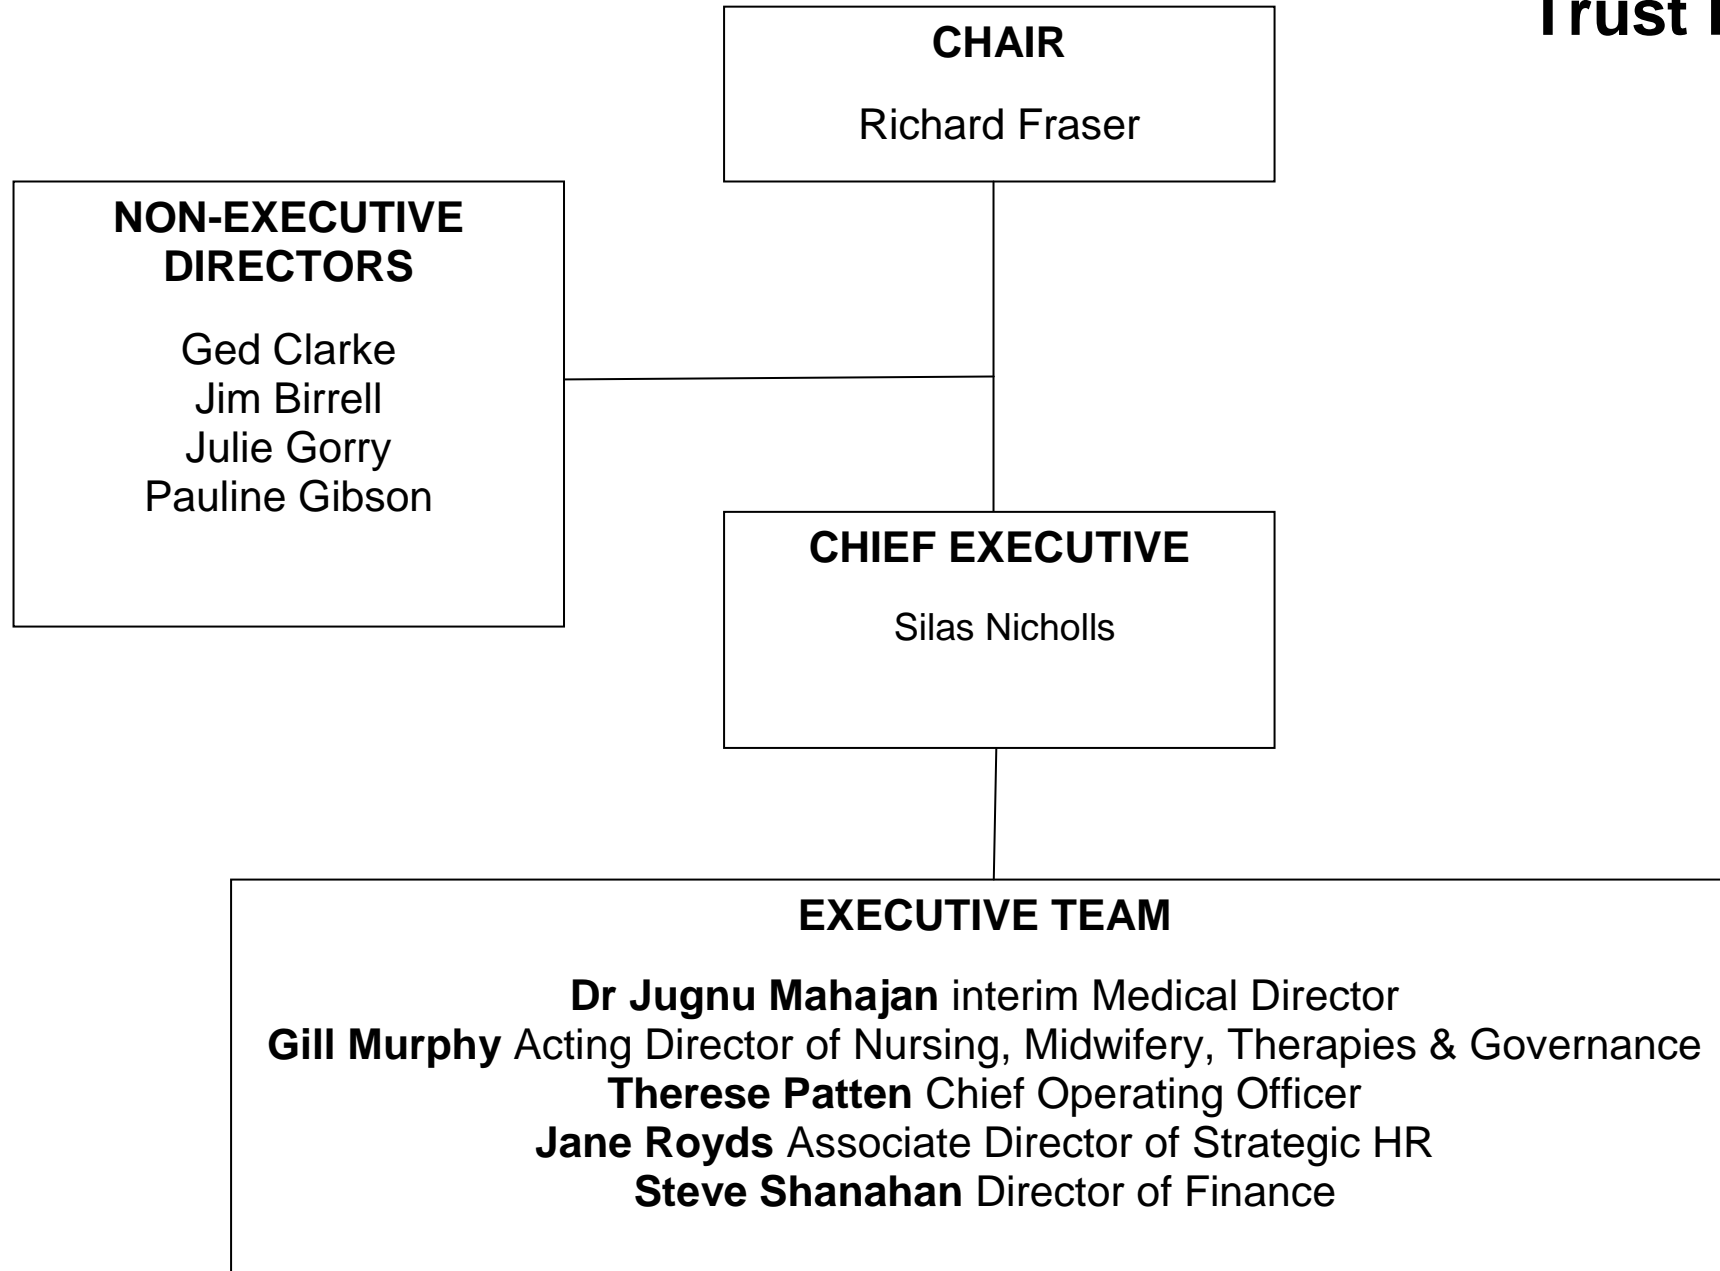 Trust
CHAIR
Richard Fraser
NON-EXECUTIVE
DIRECTORS
Ged Clarke
Jim Birrell
Julie Gorry
Pauline Gibson
CHIEF EXECUTIVE
Silas Nicholls
EXECUTIVE TEAM
Dr Jugnu Mahajan interim Medical Director
Gill Murphy Acting Director of Nursing, Midwifery, Therapies & Governance
Therese Patten Chief Operating Officer
Jane Royds Associate Director of Strategic HR
Steve Shanahan Director of Finance